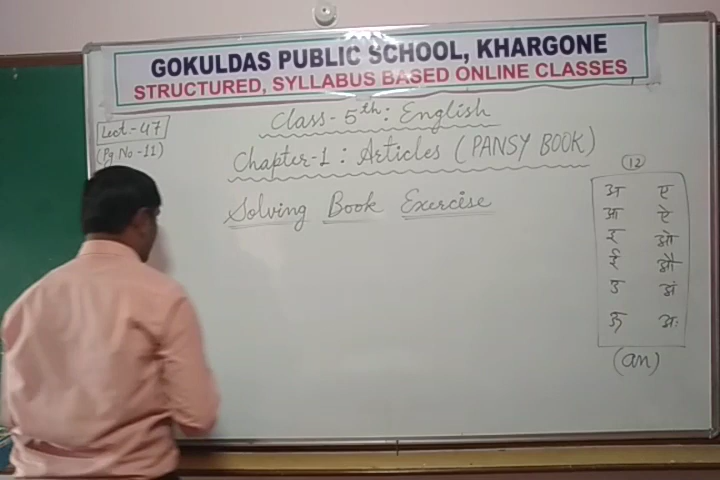 GOKULDAS PUBLIC SCHOOL, KHARGONE
STRUCTURED, SYLLABUS BASED ONLINE CLASSES
Lect.-47
(Pg No.-11)
Class-5th: English
Chapter-1 : Articles (PANSY BOOK)
Solving Book Exercise
(12)
अ ए
आ ऐ
इ ओ
ई औ
उ अं
ऊ अः
(an)